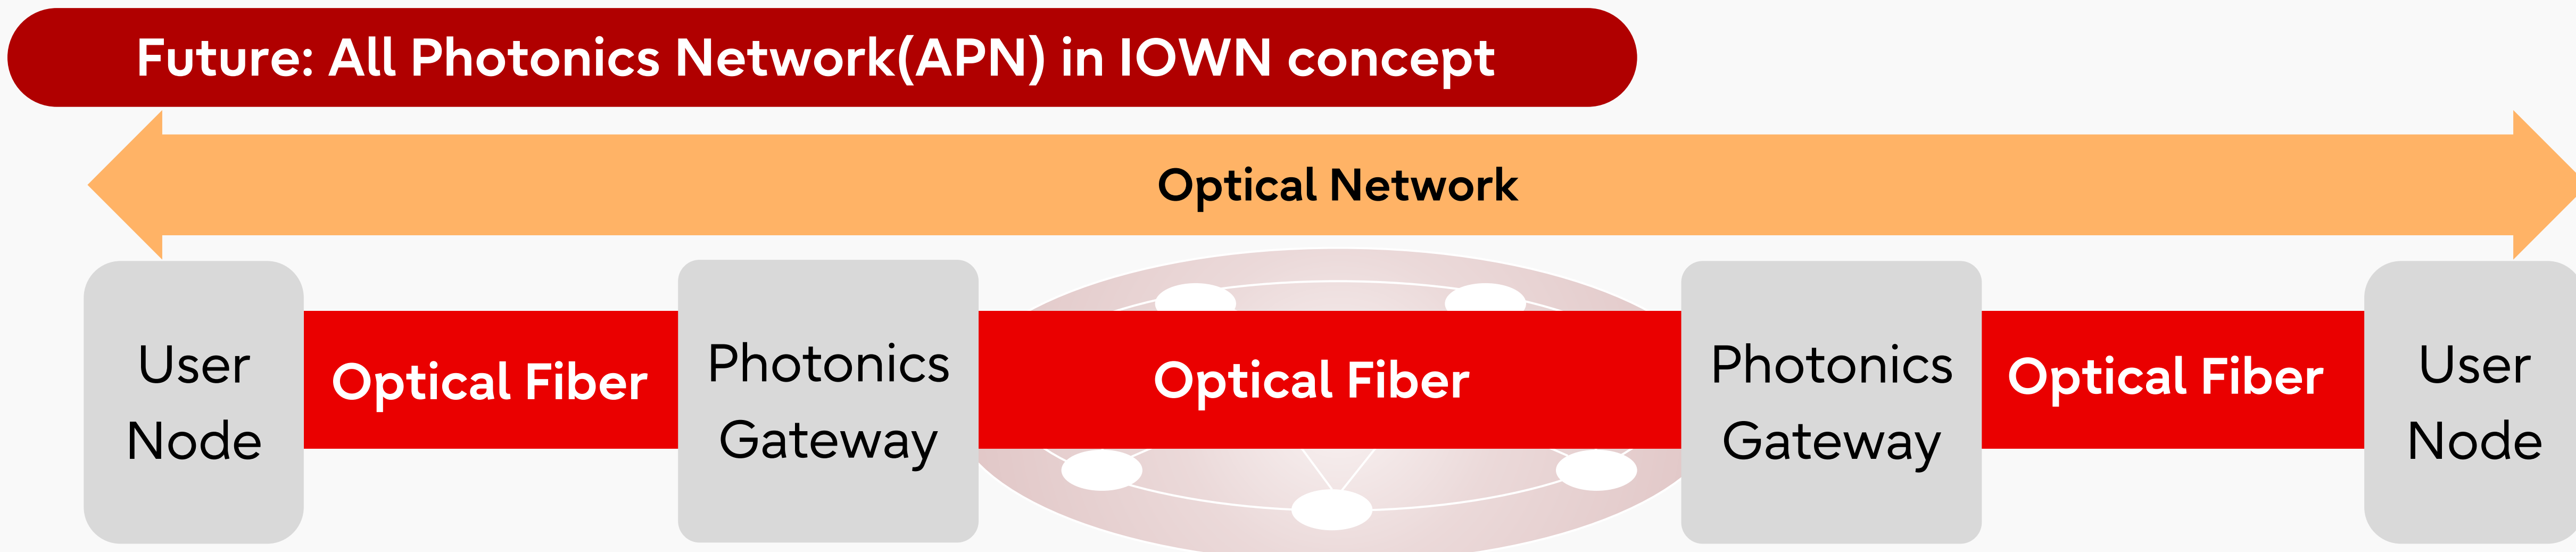 Future: All Photonics Network(APN) in IOWN concept
Optical Network
User
Node
Optical Fiber
Photonics
Gateway
Optical Fiber
Photonics
Gateway
Optical Fiber
User
Node